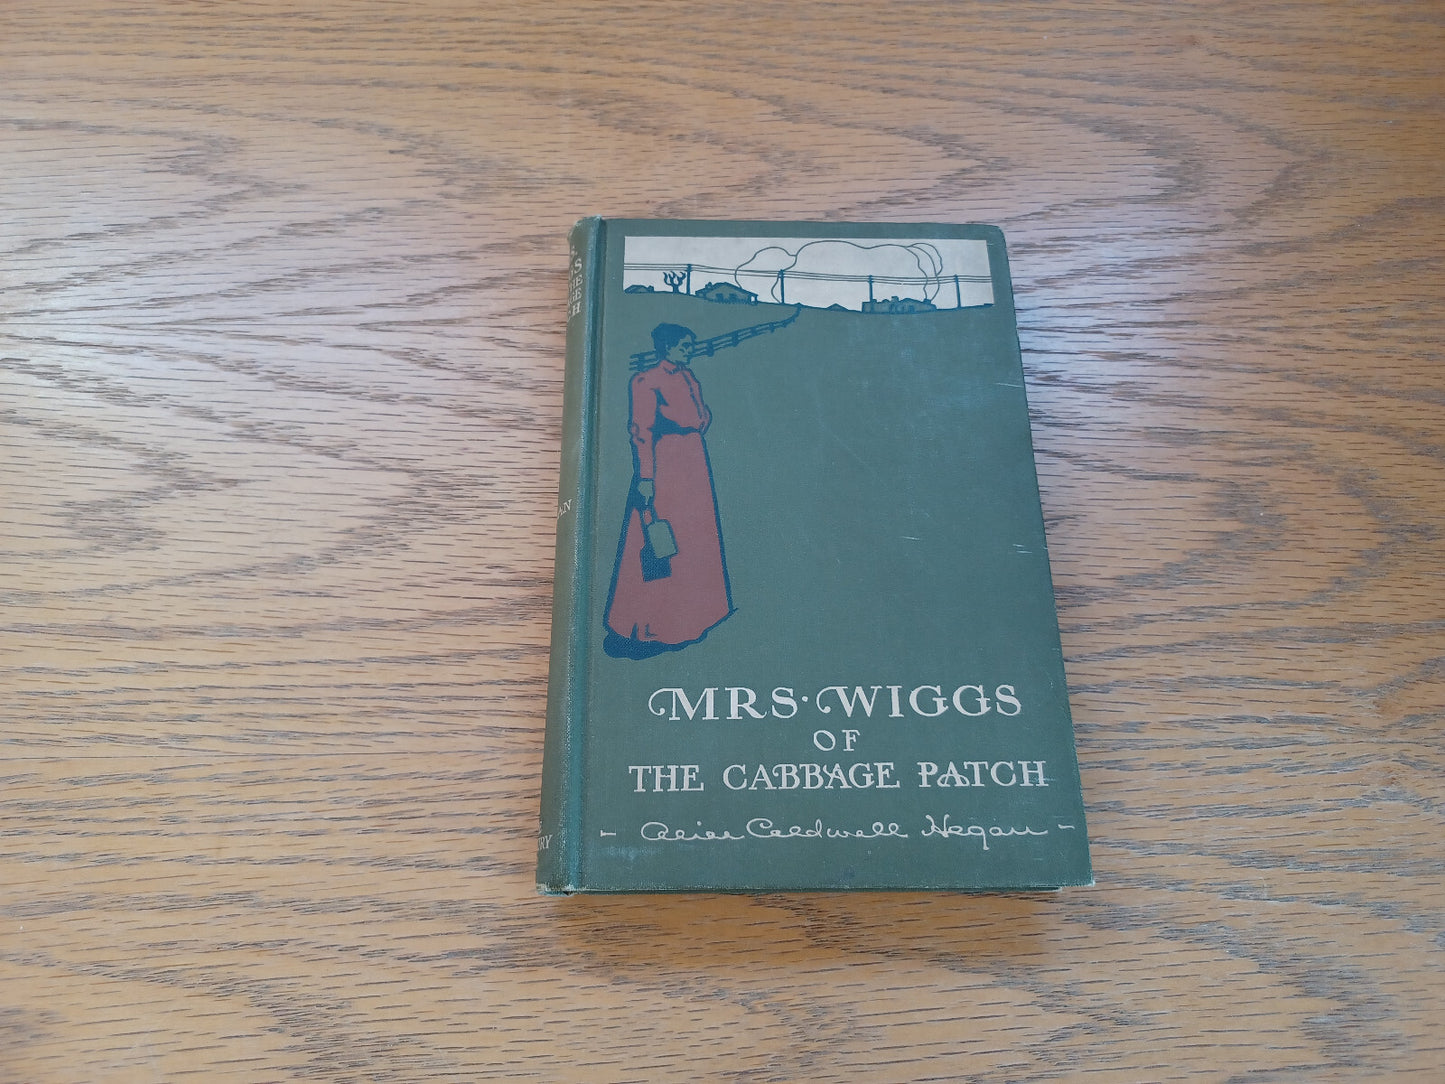 MRS · WIGGS
OF
THE CABBAGE PATCH
- Alice Caldwell Hegan -